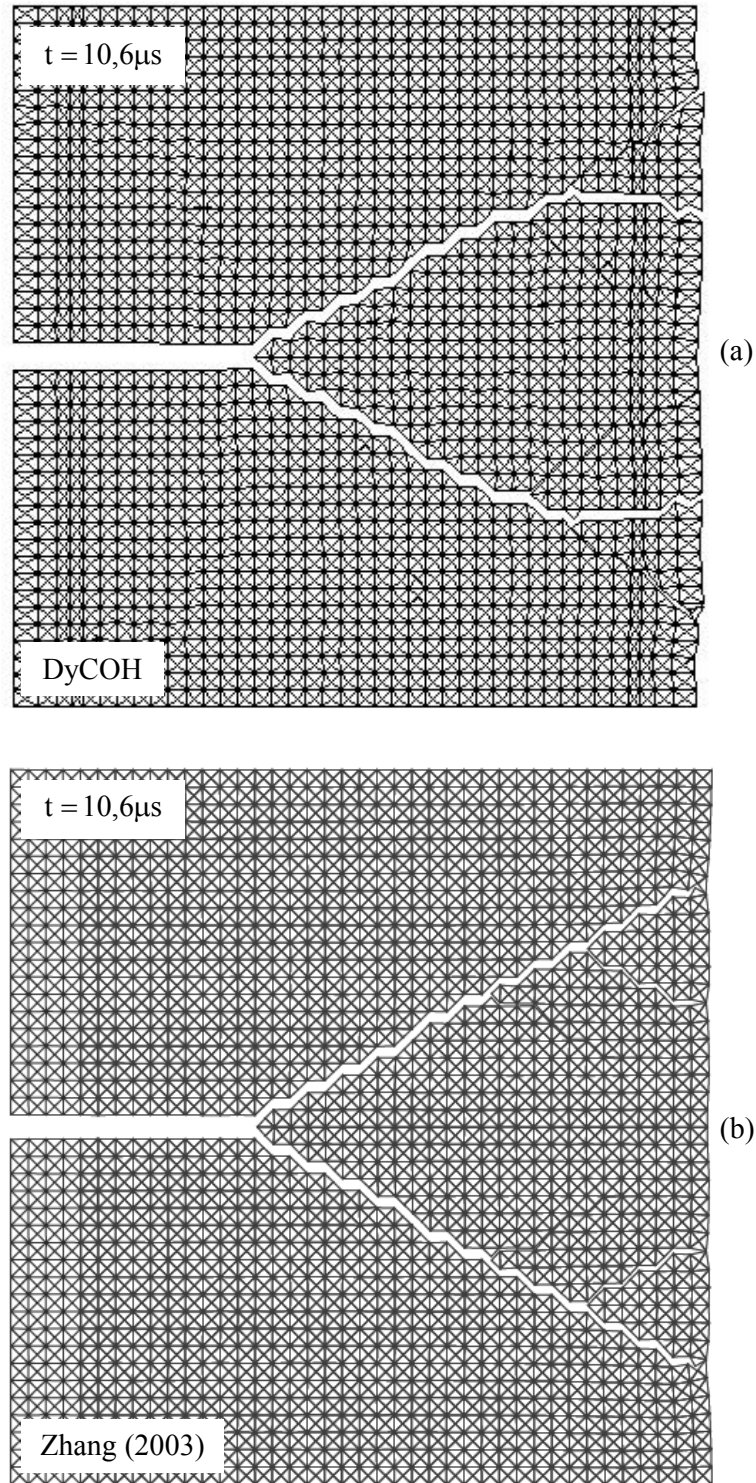 t = 10,6μs
(a)
DyCOH
t = 10,6μs
(b)
Zhang (2003)